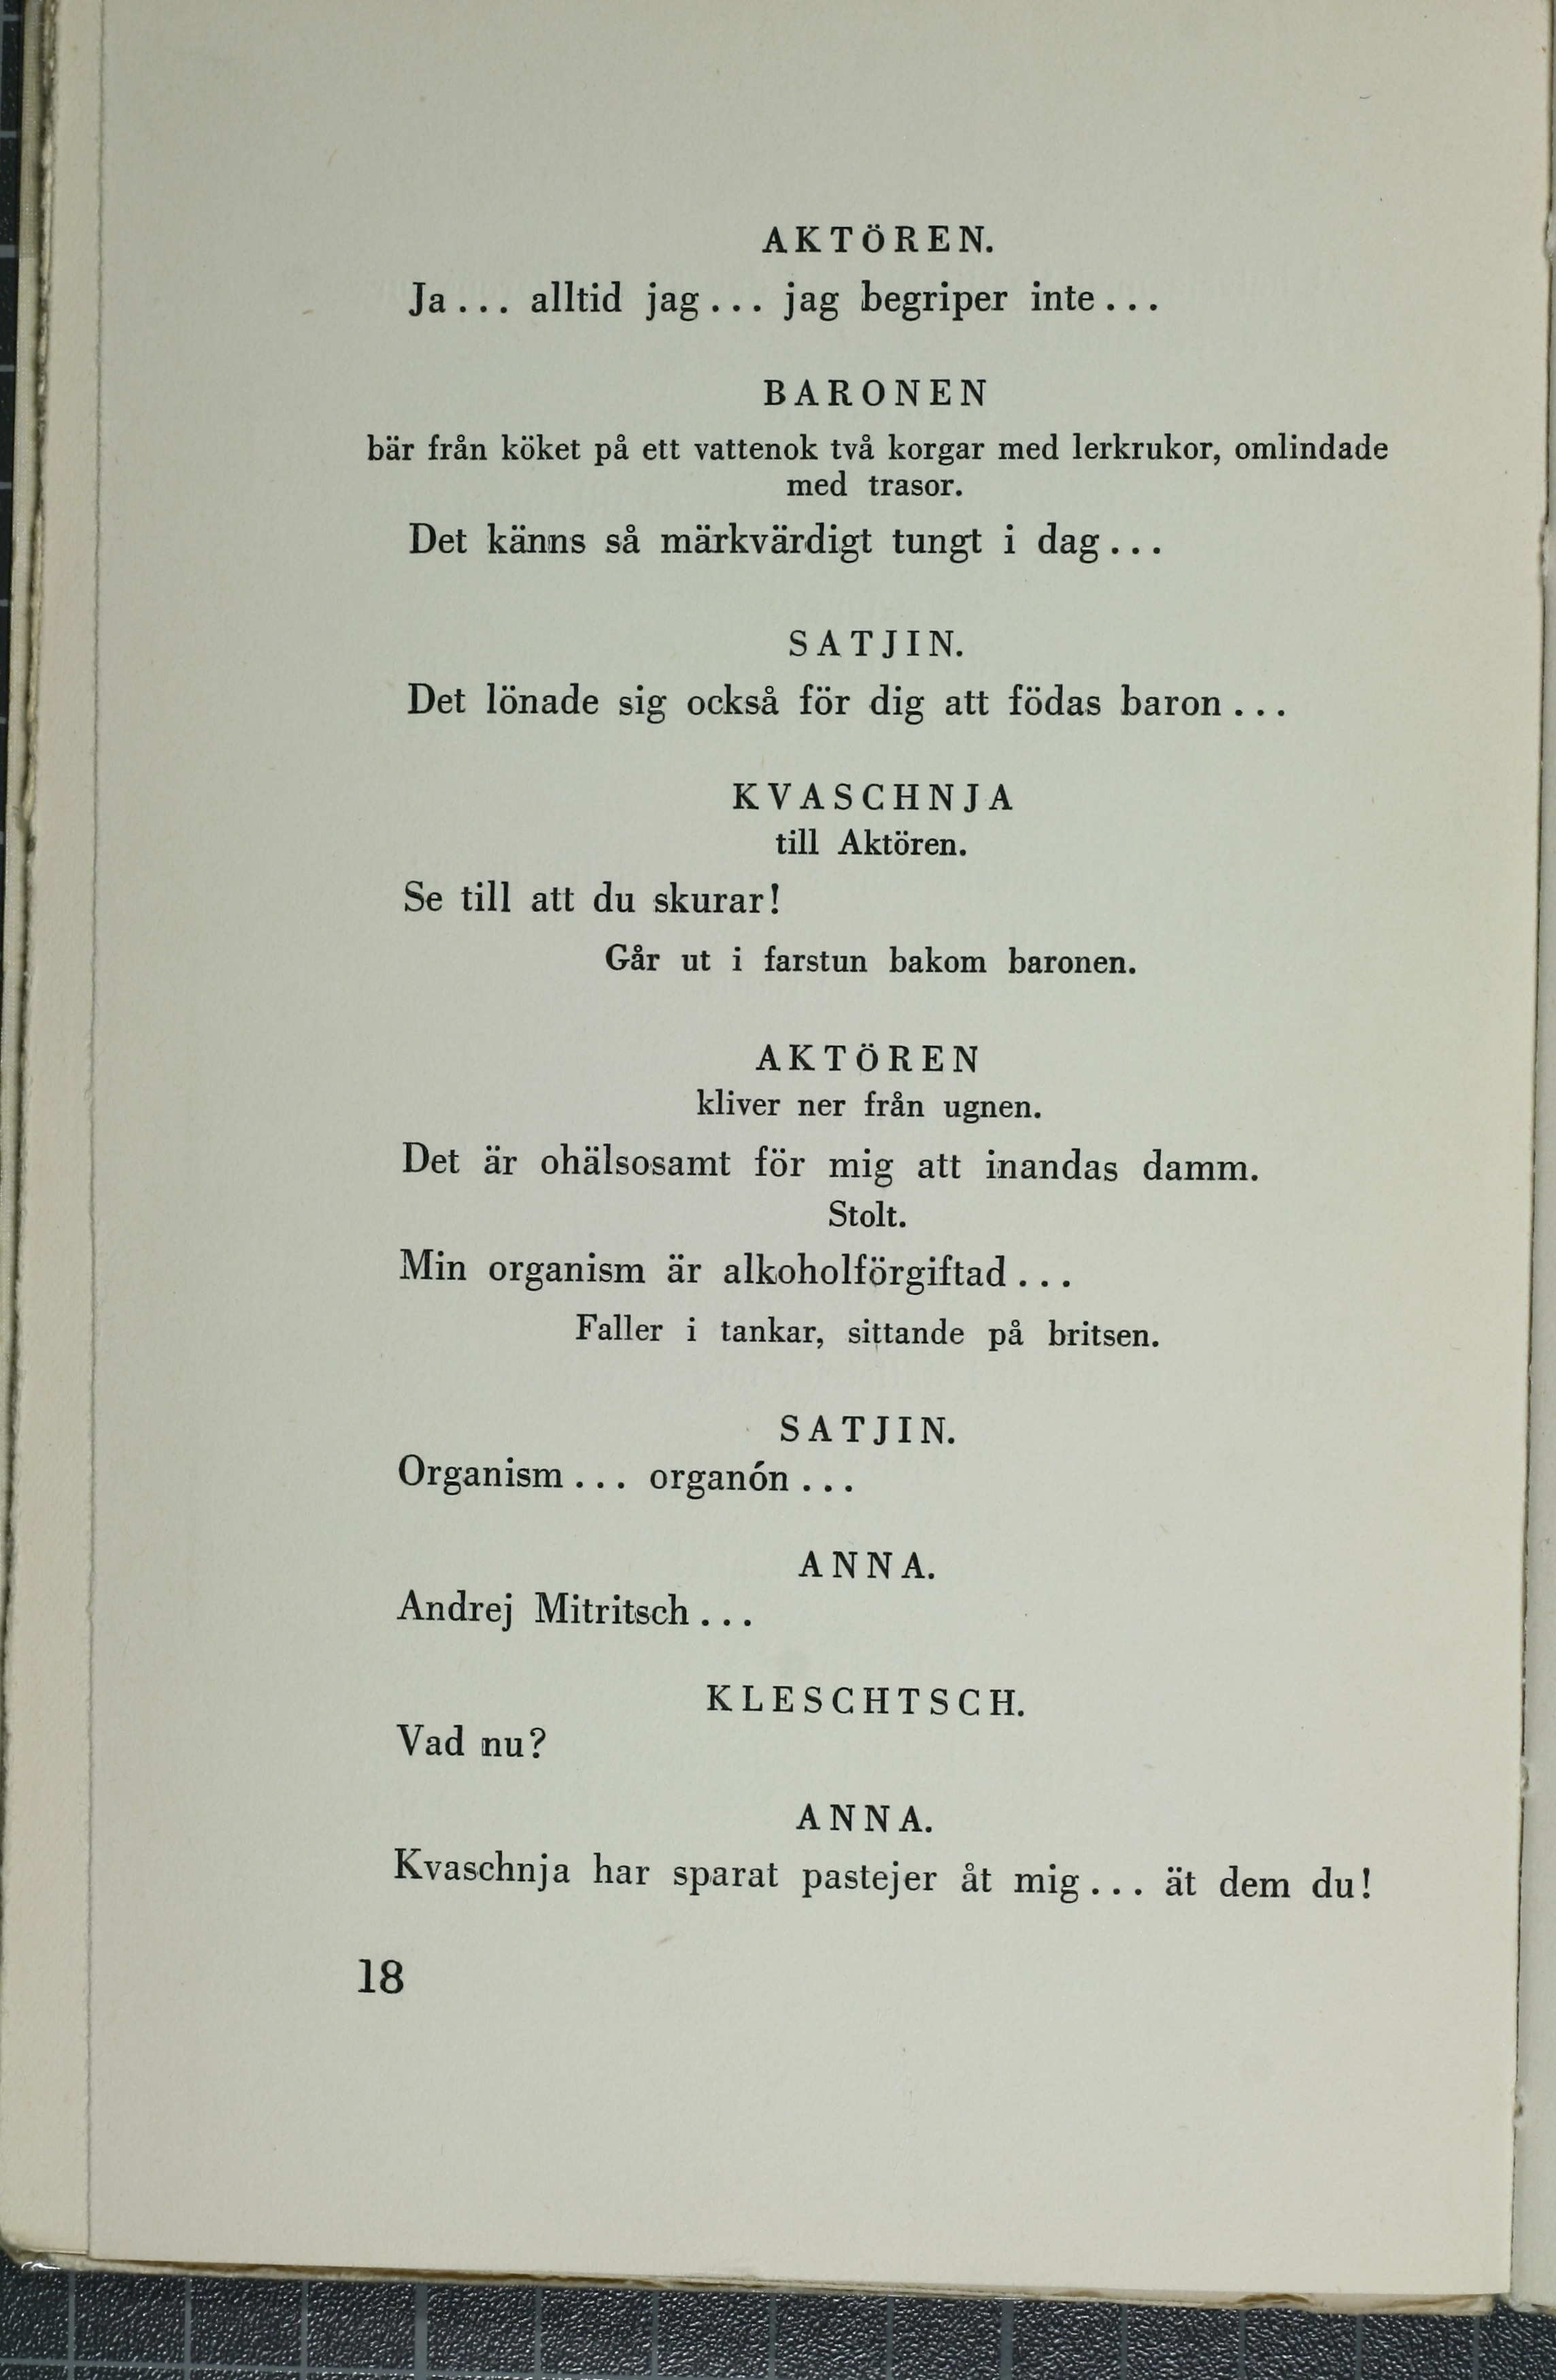 AKTÖREN.
Ja... alltid jag... jag begriper inte...
BARONEN
bär från köket på ett vattenok två korgar med lerkrukor, omlindade
med trasor.
Det känns så märkvärdigt tungt i dag...
SATJIN.
Det lönade sig också för dig att födas baron...
KVASCHNJA
till Aktören.
Se till att du skurar!
Går ut i farstun bakom baronen.
AKTÖREN
kliver ner från ugnen.
Det är ohälsosamt för mig att inandas damm.
Stolt.
Min organism är alkoholförgiftad...
Faller i tankar, sittande på britsen.
SATJIN.
Organism... organón...
ANNA.
Andrej Mitritsch...
KLESCHTSCH.
Vad nu?
ANNA.
Kvaschnja har sparat pastejer åt mig... ät dem du!
18